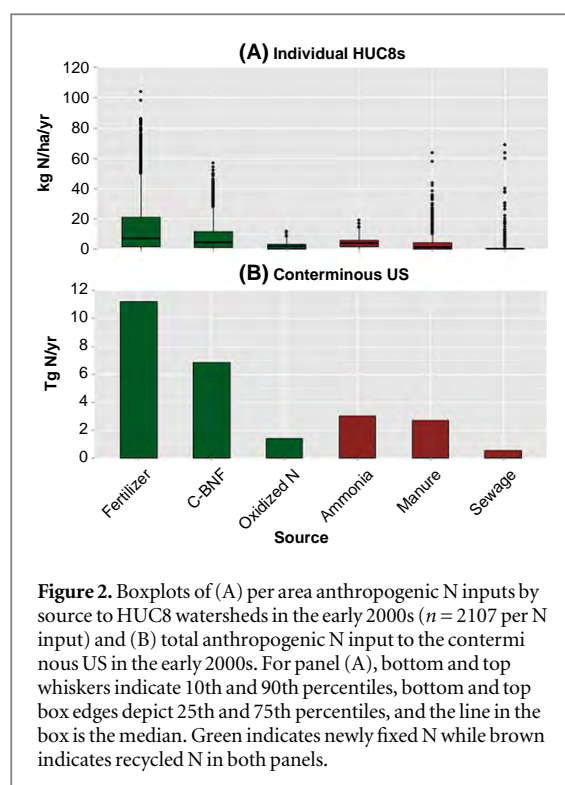 (A) Individual HUC8s
kg N/ha/yr
120
100
80
60
40
20
0
(B) Conterminous US
Tg N/yr
12
10
8
6
4
2
0
Fertilizer
C-BNF
Oxidized N
Ammonia
Manure
Sewage
Source
Figure 2. Boxplots of (A) per area anthropogenic N inputs by
source to HUC8 watersheds in the early 2000s (n = 2107 per N
input) and (B) total anthropogenic N input to the contermi
nous US in the early 2000s. For panel (A), bottom and top
whiskers indicate 10th and 90th percentiles, bottom and top
box edges depict 25th and 75th percentiles, and the line in the
box is the median. Green indicates newly fixed N while brown
indicates recycled N in both panels.